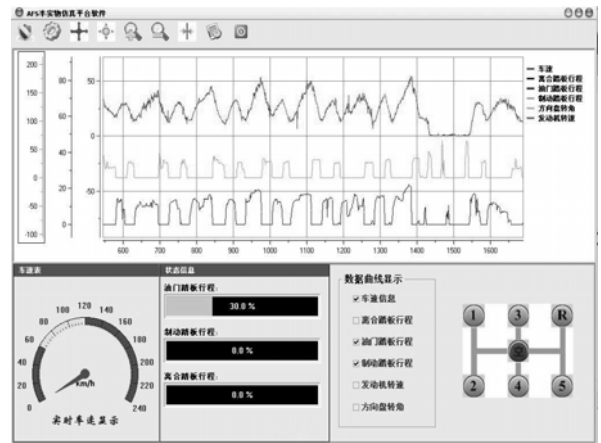 AFS半实物仿真平台软件
200
150
100
50
0
-50
-100
80
60
40
20
0
50
0
-50
车速
离合踏板行程
油门踏板行程
制动踏板行程
方向盘转角
发动机转速
600 700 800 900 1000 1100 1200 1300 1400 1500 1600
车速表
0 20 40 60 80 100 120 140 160 180 200 220 240
km/h
实时车速显示
状态信息
油门踏板行程:
30.0 %
制动踏板行程:
0.0 %
离合踏板行程:
0.0 %
数据曲线显示
车速信息
离合踏板行程
油门踏板行程
制动踏板行程
发动机转速
方向盘转角
1 3 R
2 4 5